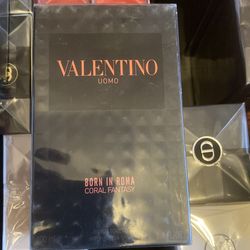 VALENTINO
UOMO
BORN IN ROMA
CORAL FANTASY